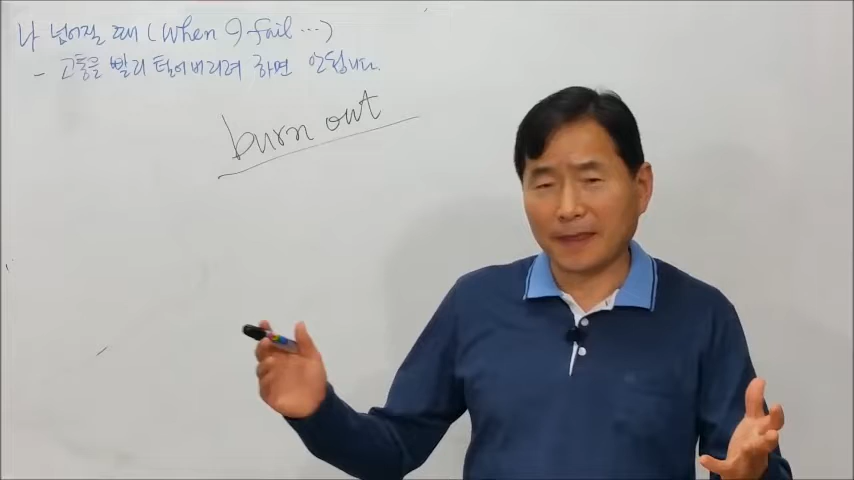 나 넘어질 때 (When I fail …)
- 고통을 빨리 털어버리려 하면 안됩니다.
burn out